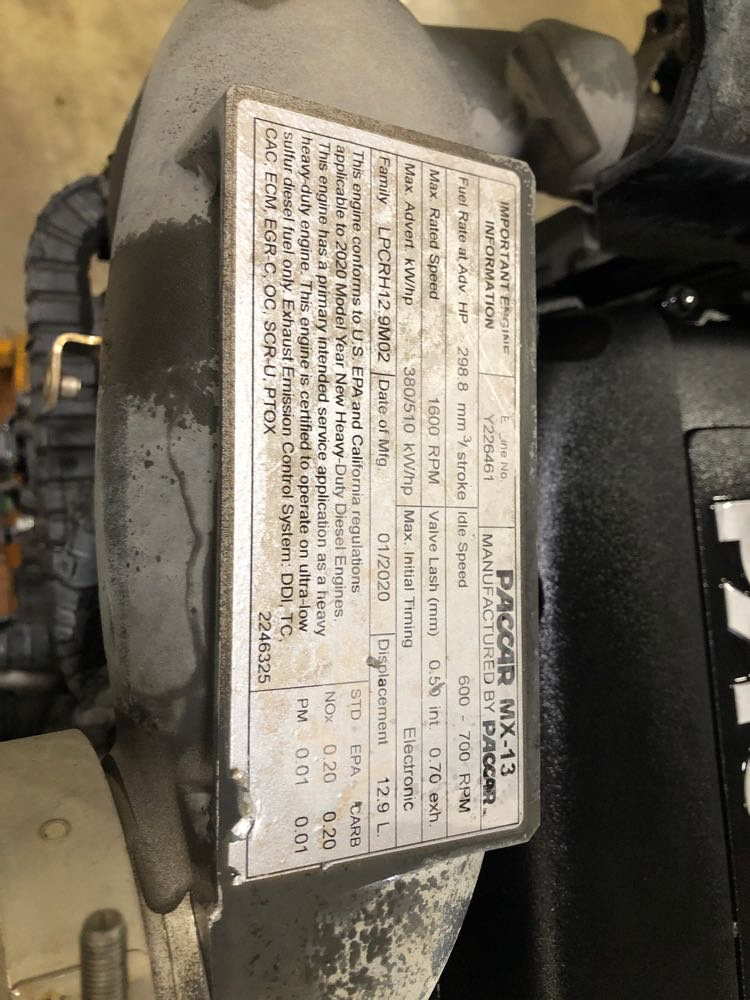 IMPORTANT ENGINE INFORMATION
Engine No.
Y226461
PACCAR MX-13
MANUFACTURED BY PACCAR
Fuel Rate at Adv. HP 298.8 mm³/stroke
Idle Speed 600 - 700 RPM
Max. Rated Speed 1600 RPM
Valve Lash (mm) 0.50 int. 0.70 exh.
Max. Advert. kW/hp 380/510 kW/hp
Max. Initial Timing Electronic
Family LPCRH12.9M02
Date of Mfg. 01/2020
Displacement 12.9 L.
This engine conforms to U.S. EPA and California regulations
applicable to 2020 Model Year New Heavy-Duty Diesel Engines.
This engine has a primary intended service application as a heavy
heavy-duty engine. This engine is certified to operate on ultra-low
sulfur diesel fuel only. Exhaust Emission Control System: DDI, TC,
CAC, ECM, EGR-C, OC, SCR-U, PTOX
2246325
STD EPA CARB
NOx 0.20 0.20
PM 0.01 0.01